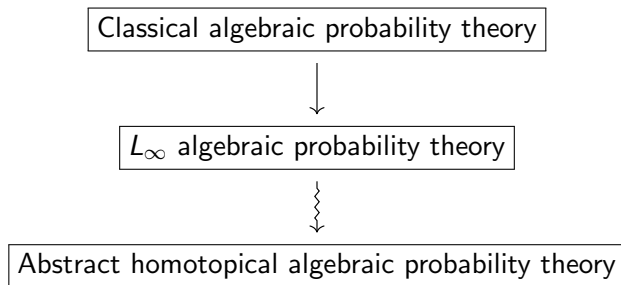 Classical algebraic probability theory
L∞ algebraic probability theory
Abstract homotopical algebraic probability theory